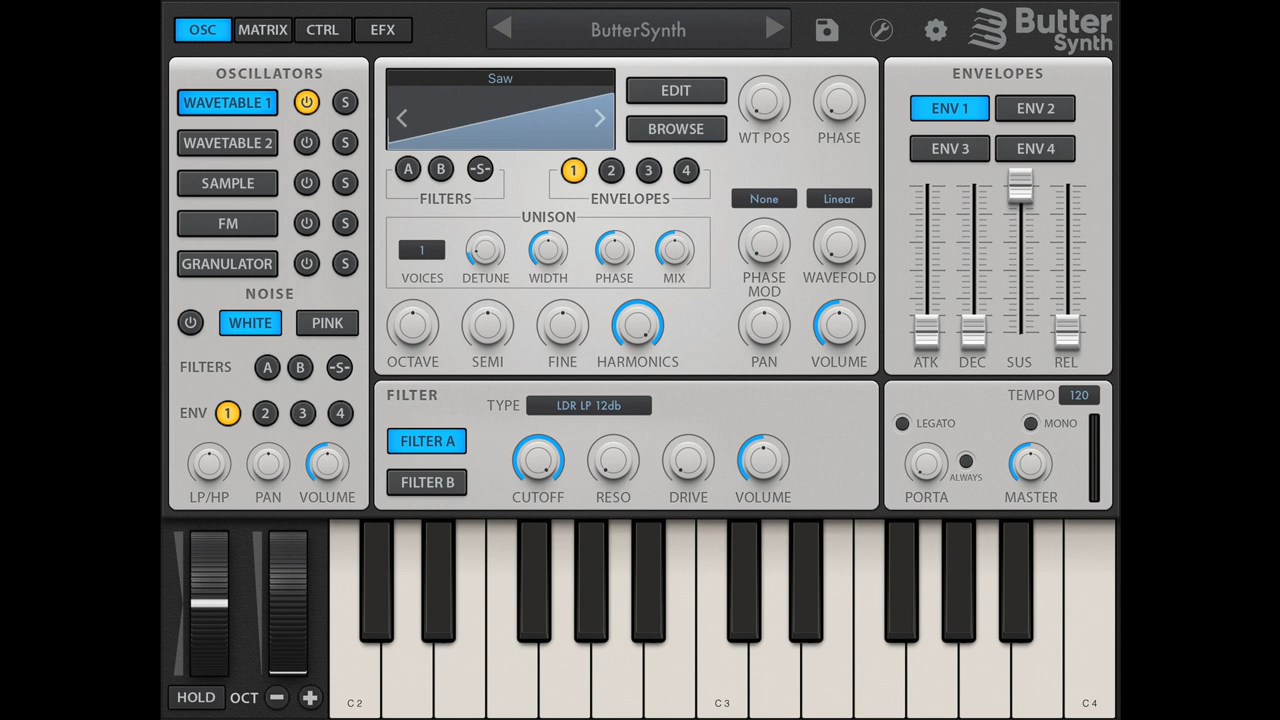 OSC MATRIX CTRL EFX
ButterSynth
Butter
Synth
OSCILLATORS
WAVETABLE 1 S
WAVETABLE 2 S
SAMPLE S
FM S
GRANULATOR S
NOISE
WHITE PINK
FILTERS A B -S-
ENV 1 2 3 4
LP/HP PAN VOLUME
Saw
EDIT
BROWSE
WT POS PHASE
A B -S-
FILTERS
1 2 3 4
ENVELOPES
None Linear
UNISON
1
VOICES DETUNE WIDTH PHASE MIX
PHASE
MOD
WAVEFOLD
OCTAVE SEMI FINE HARMONICS PAN VOLUME
FILTER
TYPE LDR LP 12db
FILTER A
FILTER B
CUTOFF RESO DRIVE VOLUME
ENVELOPES
ENV 1 ENV 2
ENV 3 ENV 4
ATK DEC SUS REL
TEMPO 120
LEGATO MONO
ALWAYS
PORTA MASTER
HOLD OCT
C 2 C 3 C 4